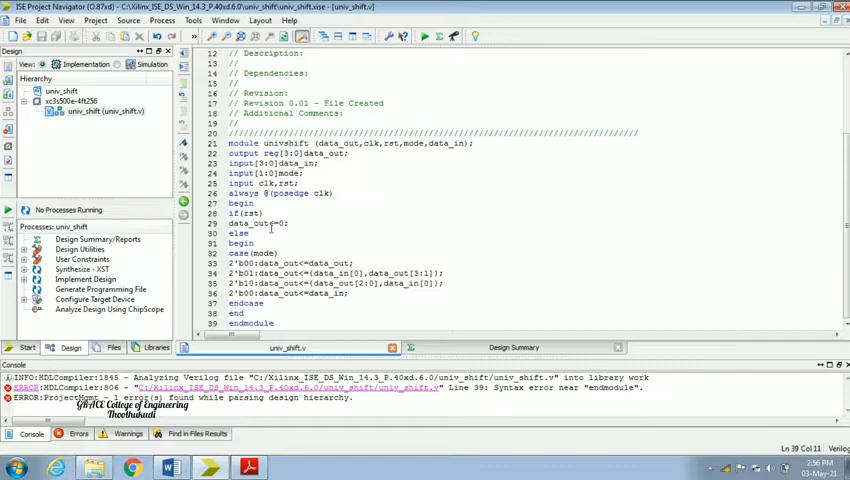 ISE Project Navigator (O.87xd) - C:\Xilinx_ISE_DS_Win_14.3_P.40xd.6.0\univ_shift\univ_shift.xise - [univ_shift.v]
File Edit View Project Source Process Tools Window Layout Help
Design
View: Implementation Simulation
Hierarchy
univ_shift
xc3s500e-4ft256
univ_shift (univ_shift.v)
No Processes Running
Processes: univ_shift
Design Summary/Reports
Design Utilities
User Constraints
Synthesize - XST
Implement Design
Generate Programming File
Configure Target Device
Analyze Design Using ChipScope
Start Design Files Libraries
12 // Description:
13 //
14 // Dependencies:
15 //
16 // Revision:
17 // Revision 0.01 - File Created
18 // Additional Comments:
19 //
20 //////////////////////////////////////////////////////////////////////////////////
21 module univshift (data_out,clk,rst,mode,data_in);
22 output reg[3:0]data_out;
23 input[3:0]data_in;
24 input[1:0]mode;
25 input clk,rst;
26 always @(posedge clk)
27 begin
28 if(rst)
29 data_out<=0;
30 else
31 begin
32 case(mode)
33 2'b00:data_out<=data_out;
34 2'b01:data_out<={data_in[0],data_out[3:1]};
35 2'b10:data_out<={data_out[2:0],data_in[0]};
36 2'b00:data_out<=data_in;
37 endcase
38 end
39 endmodule
univ_shift.v Design Summary
Console
INFO:HDLCompiler:1845 - Analyzing Verilog file "C:/Xilinx_ISE_DS_Win_14.3_P.40xd.6.0/univ_shift/univ_shift.v" into library work
ERROR:HDLCompiler:806 - "C:/Xilinx_ISE_DS_Win_14.3_P.40xd.6.0/univ_shift/univ_shift.v" Line 39: Syntax error near "endmodule".
ERROR:ProjectMgmt - 1 error(s) found while parsing design hierarchy.
GRACE College of Engineering
Thoothukudi
Console Errors Warnings Find in Files Results
Ln 39 Col 11 Verilog
2:56 PM
03-May-21